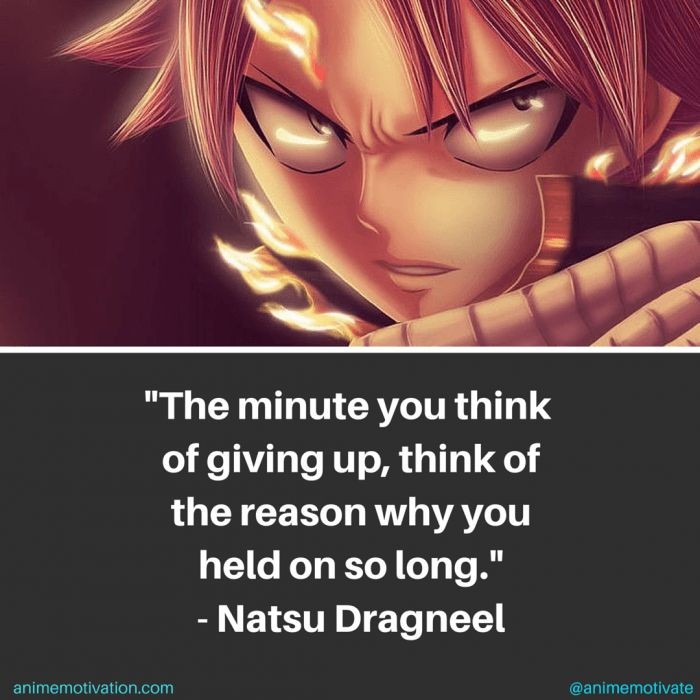 "The minute you think
of giving up, think of
the reason why you
held on so long."
- Natsu Dragneel
animemotivation.com
@animemotivate